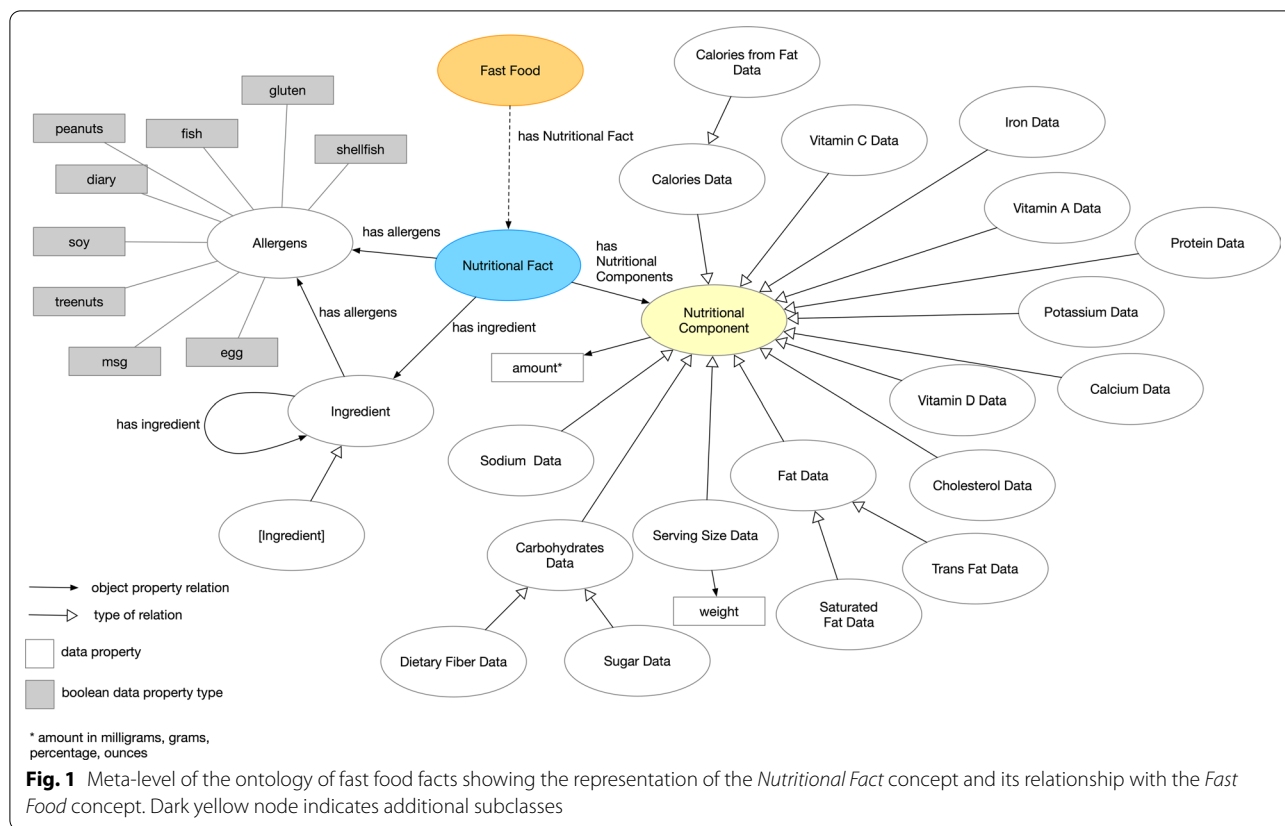 Fast Food
Calories from Fat
Data
gluten
peanuts
fish
shellfish
has Nutritional Fact
Vitamin C Data
Iron Data
diary
Calories Data
Vitamin A Data
soy
Allergens
has allergens
Nutritional Fact
has
Nutritional
Components
Protein Data
treenuts
has allergens
has ingredient
Nutritional
Component
Potassium Data
msg
egg
amount*
Calcium Data
Vitamin D Data
has ingredient
Ingredient
Sodium Data
Fat Data
Cholesterol Data
[Ingredient]
Carbohydrates
Data
Serving Size Data
Trans Fat Data
object property relation
type of relation
weight
Saturated
Fat Data
data property
Dietary Fiber Data
Sugar Data
boolean data property type
* amount in milligrams, grams,
percentage, ounces
Fig. 1 Meta-level of the ontology of fast food facts showing the representation of the Nutritional Fact concept and its relationship with the Fast
Food concept. Dark yellow node indicates additional subclasses